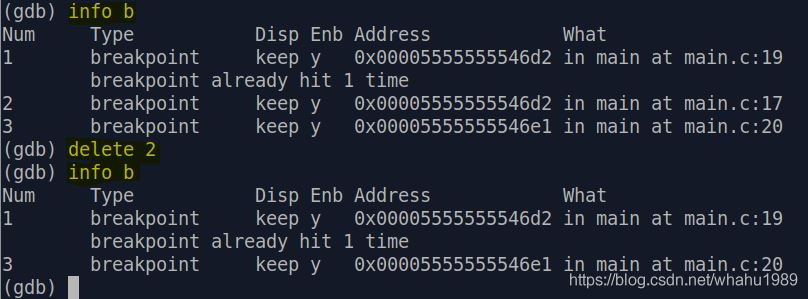 (gdb) info b
Num     Type           Disp Enb Address            What
1       breakpoint     keep y   0x00005555555546d2 in main at main.c:19
        breakpoint already hit 1 time
2       breakpoint     keep y   0x00005555555546d2 in main at main.c:17
3       breakpoint     keep y   0x00005555555546e1 in main at main.c:20
(gdb) delete 2
(gdb) info b
Num     Type           Disp Enb Address            What
1       breakpoint     keep y   0x00005555555546d2 in main at main.c:19
        breakpoint already hit 1 time
3       breakpoint     keep y   0x00005555555546e1 in main at main.c:20
(gdb)
https://blog.csdn.net/whahu1989